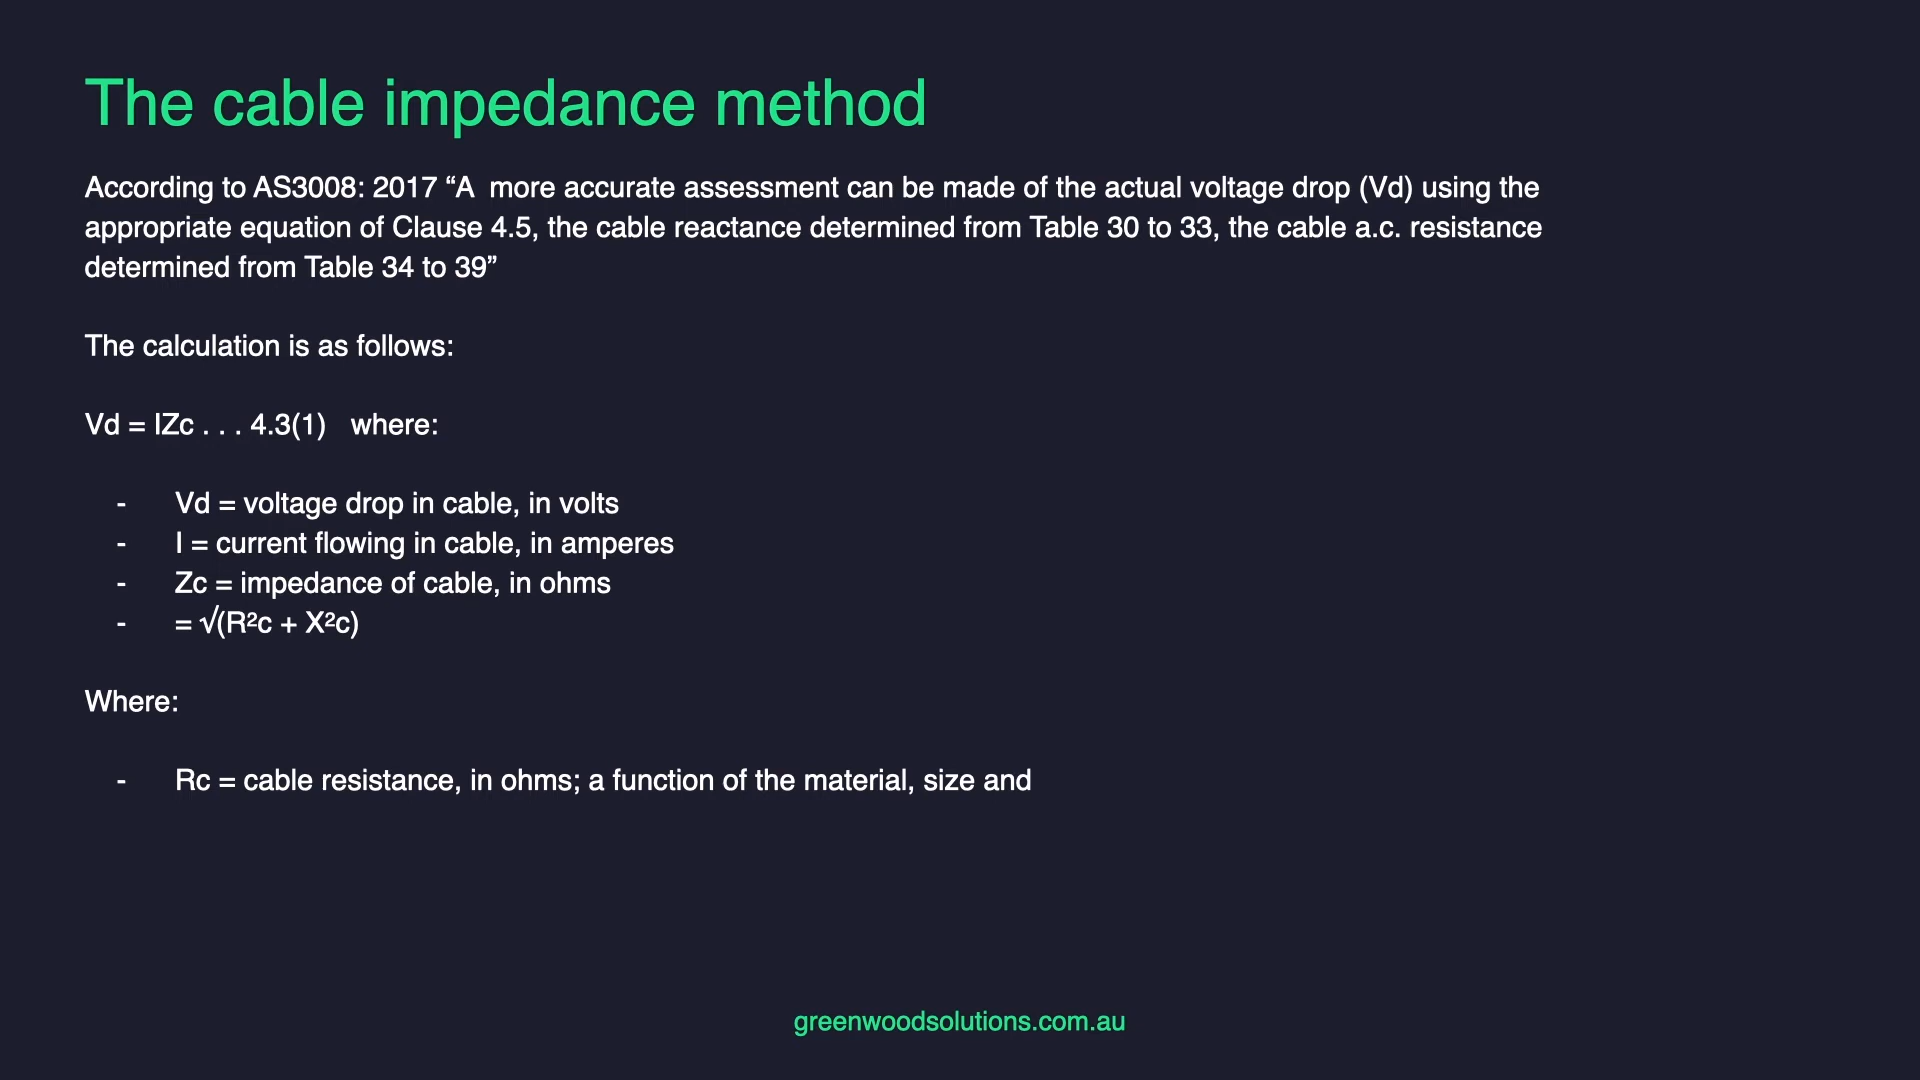 The cable impedance method
According to AS3008: 2017 “A  more accurate assessment can be made of the actual voltage drop (Vd) using the
appropriate equation of Clause 4.5, the cable reactance determined from Table 30 to 33, the cable a.c. resistance
determined from Table 34 to 39”
The calculation is as follows:
Vd = IZc . . . 4.3(1)   where:
- Vd = voltage drop in cable, in volts
- I = current flowing in cable, in amperes
- Zc = impedance of cable, in ohms
- = √(R²c + X²c)
Where:
- Rc = cable resistance, in ohms; a function of the material, size and
greenwoodsolutions.com.au